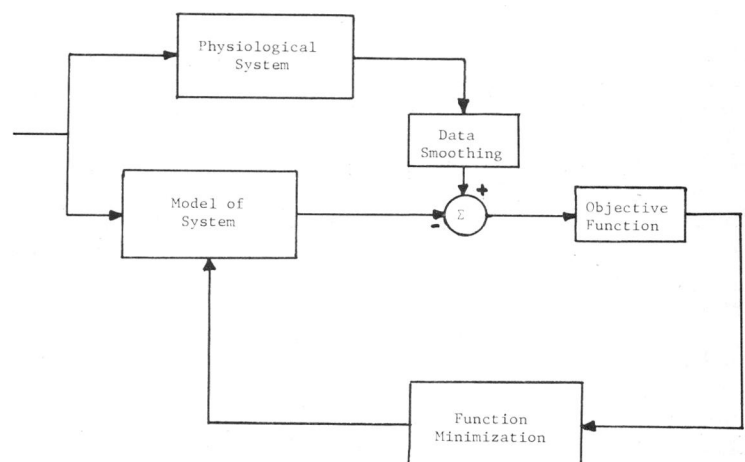 Physiological
System
Data
Smoothing
+
Model of
System
Σ
-
Objective
Function
Function
Minimization